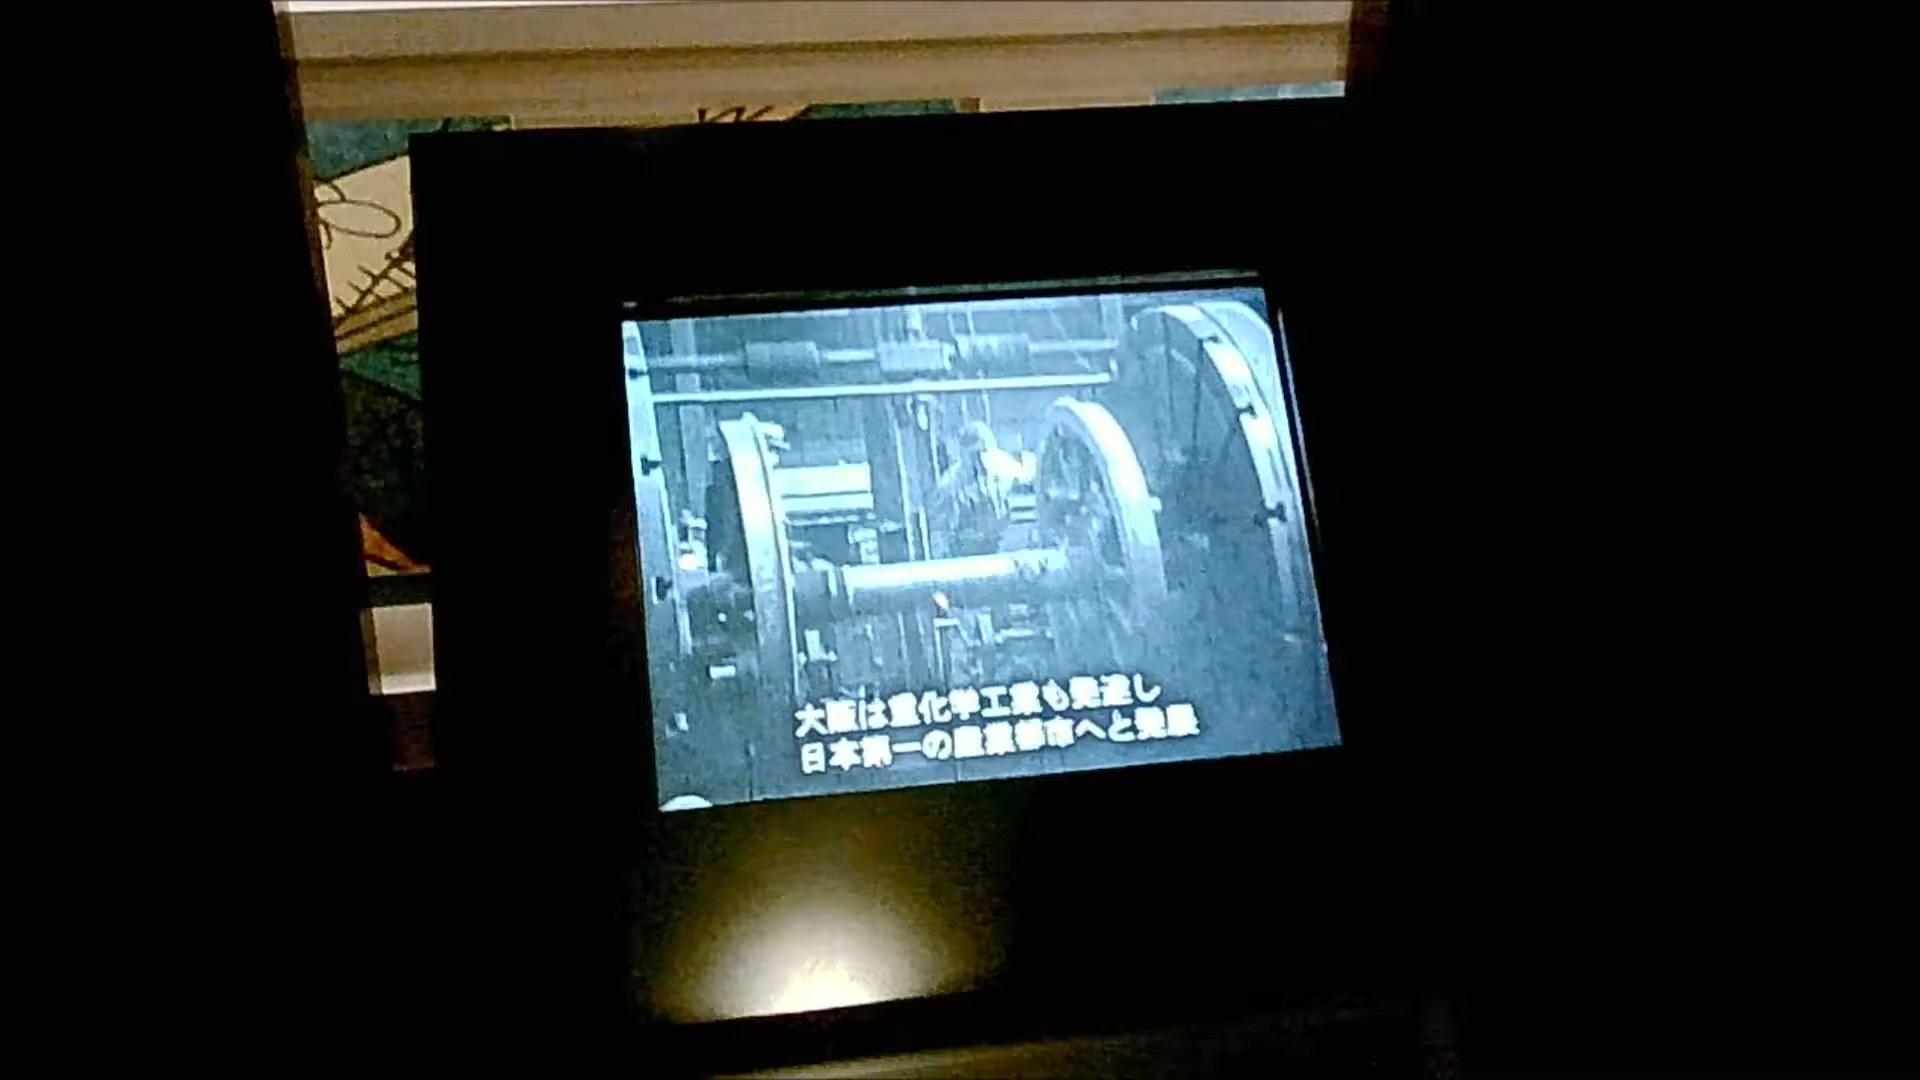 大阪は重化学工業も発達し
日本第一の産業都市へと発展